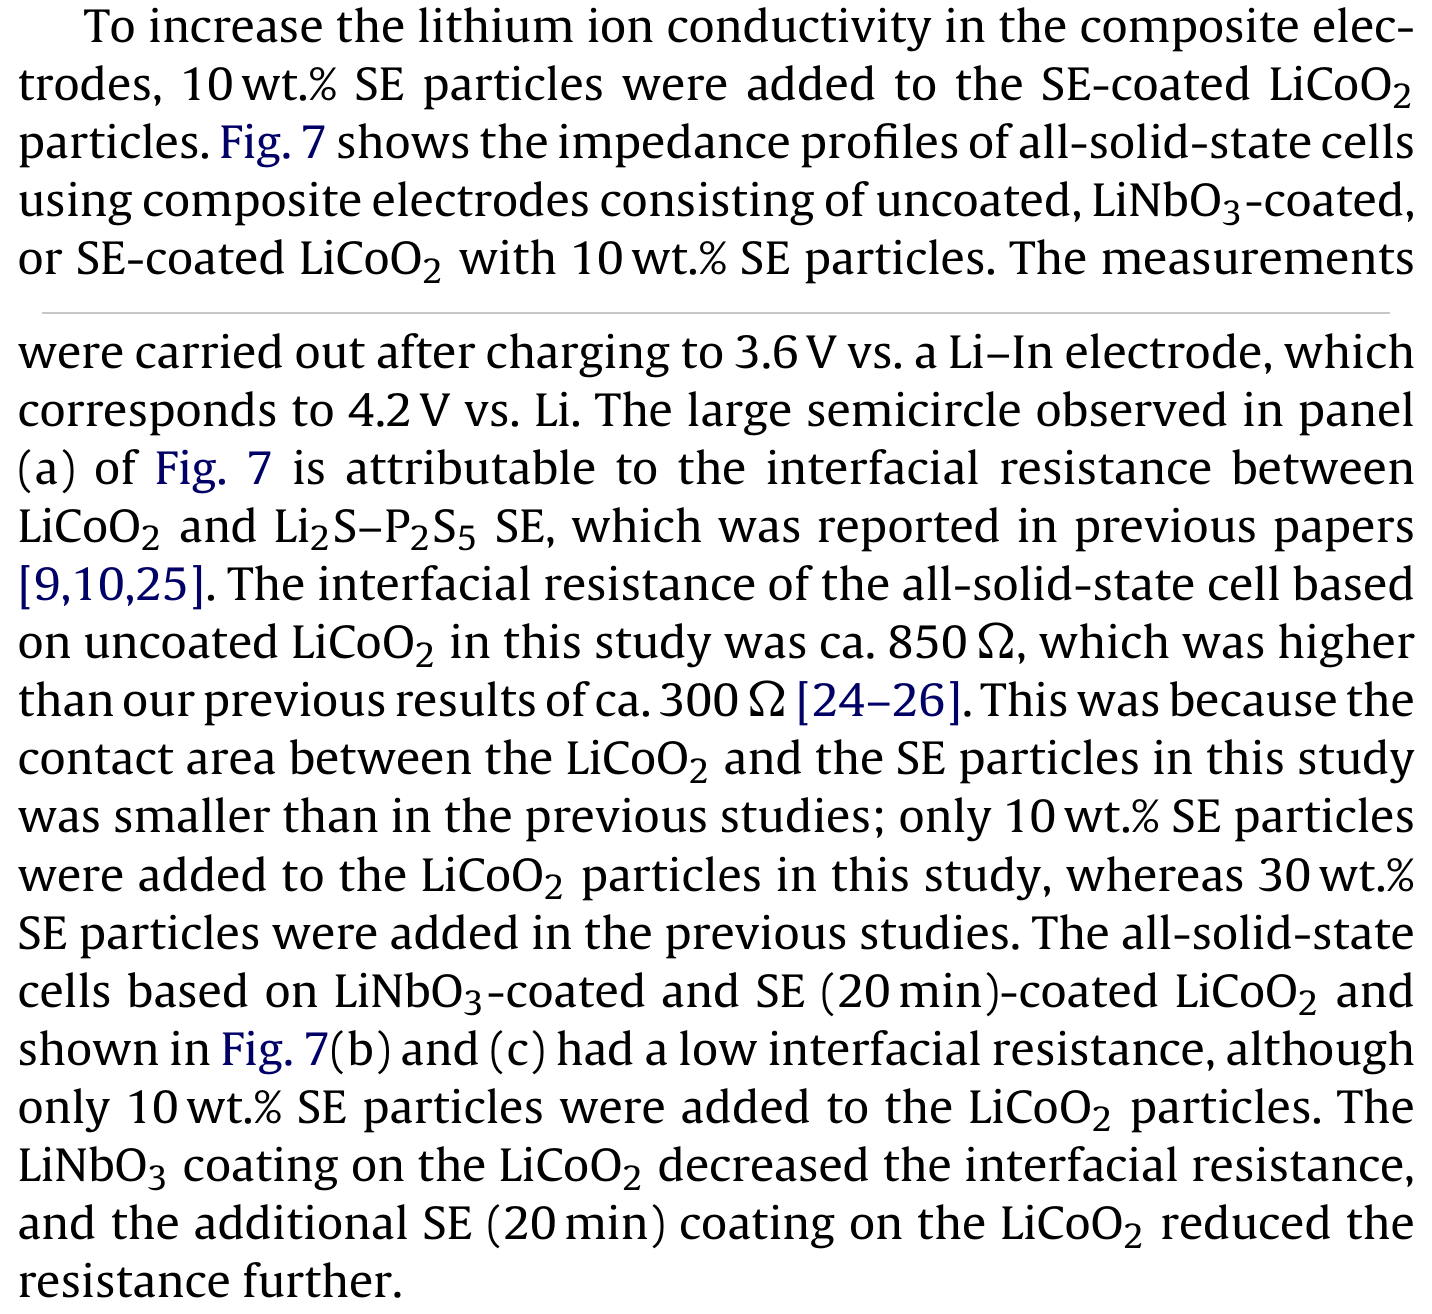 To increase the lithium ion conductivity in the composite elec-
trodes, 10 wt.% SE particles were added to the SE-coated LiCoO₂
particles. Fig. 7 shows the impedance profiles of all-solid-state cells
using composite electrodes consisting of uncoated, LiNbO₃-coated,
or SE-coated LiCoO₂ with 10 wt.% SE particles. The measurements
were carried out after charging to 3.6 V vs. a Li–In electrode, which
corresponds to 4.2 V vs. Li. The large semicircle observed in panel
(a) of Fig. 7 is attributable to the interfacial resistance between
LiCoO₂ and Li₂S–P₂S₅ SE, which was reported in previous papers
[9,10,25]. The interfacial resistance of the all-solid-state cell based
on uncoated LiCoO₂ in this study was ca. 850 Ω, which was higher
than our previous results of ca. 300 Ω [24–26]. This was because the
contact area between the LiCoO₂ and the SE particles in this study
was smaller than in the previous studies; only 10 wt.% SE particles
were added to the LiCoO₂ particles in this study, whereas 30 wt.%
SE particles were added in the previous studies. The all-solid-state
cells based on LiNbO₃-coated and SE (20 min)-coated LiCoO₂ and
shown in Fig. 7(b) and (c) had a low interfacial resistance, although
only 10 wt.% SE particles were added to the LiCoO₂ particles. The
LiNbO₃ coating on the LiCoO₂ decreased the interfacial resistance,
and the additional SE (20 min) coating on the LiCoO₂ reduced the
resistance further.